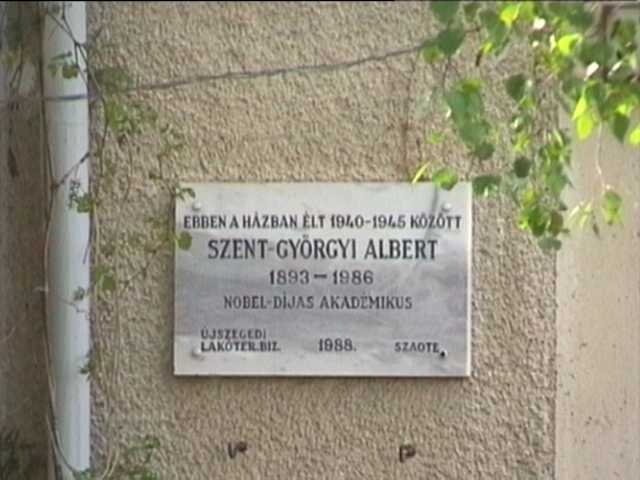 EBBEN A HÁZBAN ÉLT 1940-1945 KÖZÖTT
SZENT-GYÖRGYI ALBERT
1893-1986
NOBEL-DÍJAS AKADÉMIKUS
ÚJSZEGEDI
LAKÓTER.BIZ. 1988. SZAOTE.